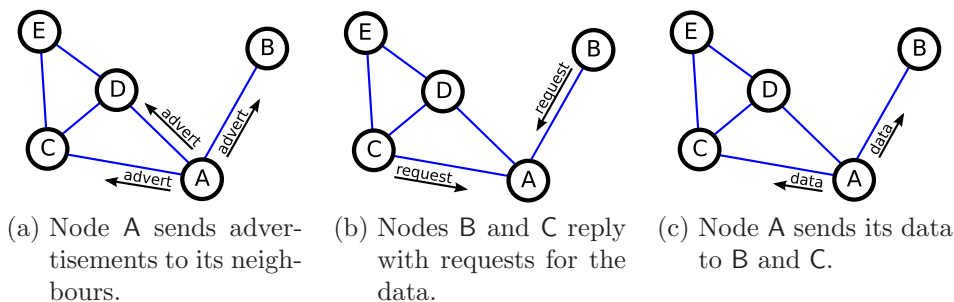 E
B
D
advert
advert
C
advert
A
(a) Node A sends adver-
tisements to its neigh-
bours.
E
B
request
D
C
request
A
(b) Nodes B and C reply
with requests for the
data.
E
B
D
data
C
data
A
(c) Node A sends its data
to B and C.